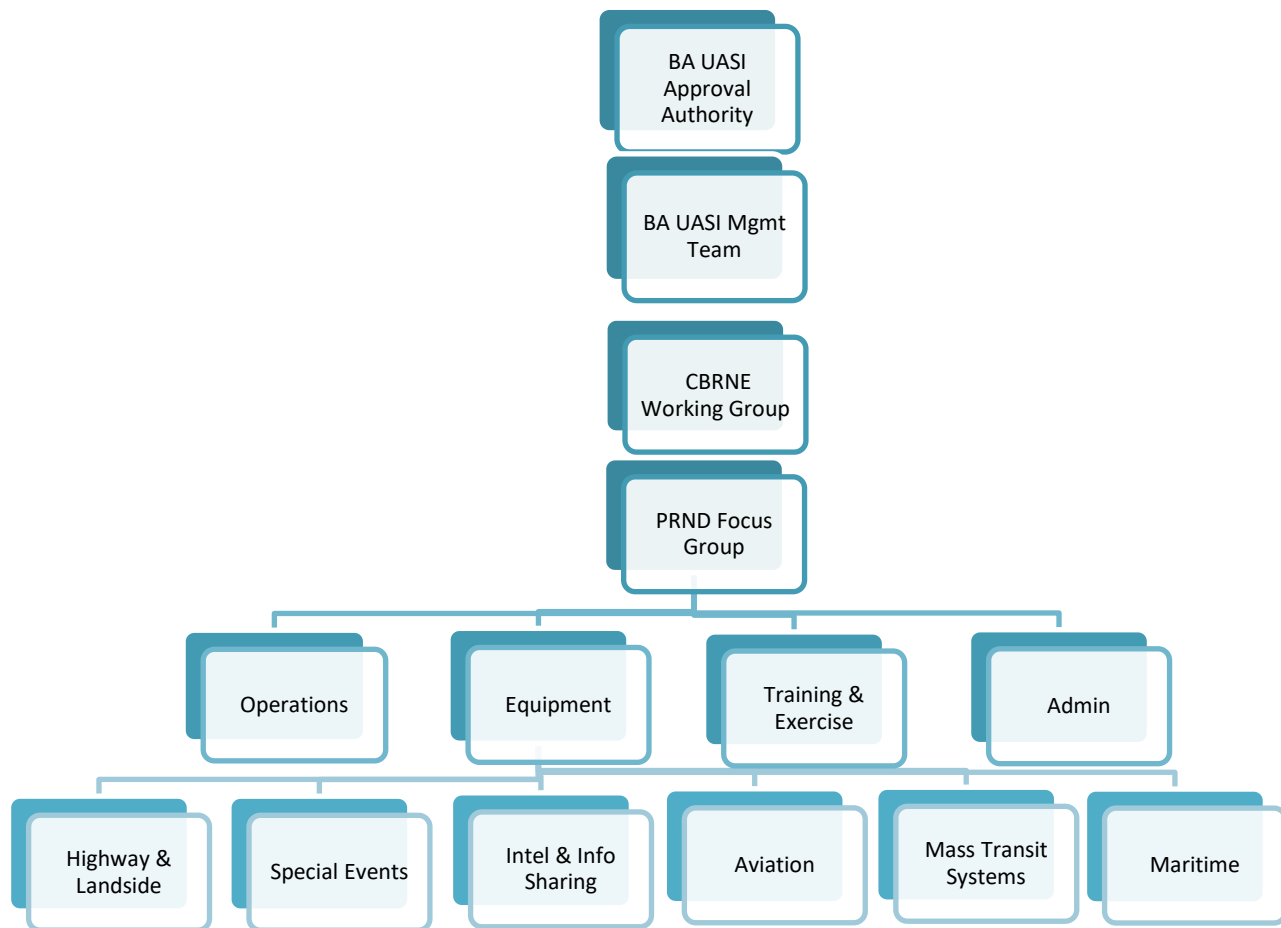 BA UASI
Approval
Authority
BA UASI Mgmt
Team
CBRNE
Working Group
PRND Focus
Group
Operations
Equipment
Training &
Exercise
Admin
Highway &
Landside
Special Events
Intel & Info
Sharing
Aviation
Mass Transit
Systems
Maritime